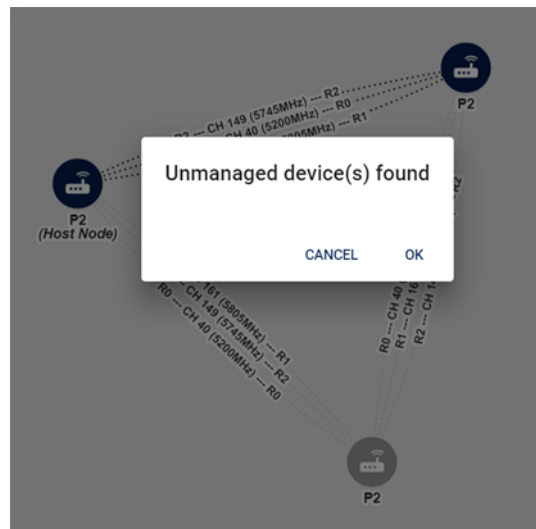 R2 --- CH 149 (5745MHz) --- R2
CH 40 (5200MHz) --- R0
5805MHz) --- R1
P2
Unmanaged device(s) found
CANCEL
OK
P2
(Host Node)
R2
161 (5805MHz) --- R1
CH 149 (5745MHz) --- R2
R0 --- CH 40 (5200MHz) --- R0
R0 --- CH 40
R1 --- CH 16
R2 --- CH 1
P2